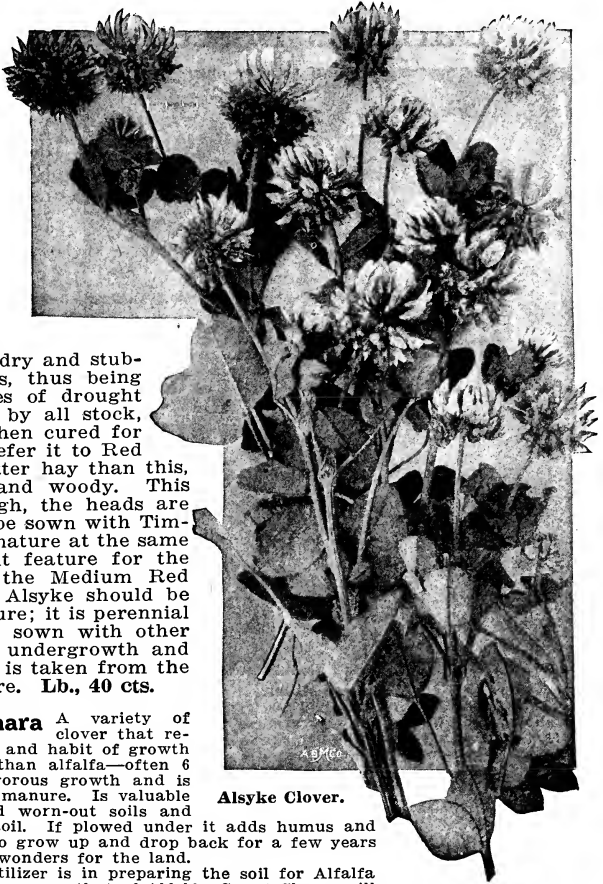 dry and stub-
s, thus being
es of drought
by all stock,
hen cured for
efer it to Red
ter hay than this,
and woody. This
gh, the heads are
be sown with Tim-
nature at the same
t feature for the
the Medium Red
Alsyke should be
ure; it is perennial
sown with other
undergrowth and
is taken from the
re. Lb., 40 cts.
hara A variety of
clover that re-
and habit of growth
than alfalfa—often 6
orous growth and is
manure. Is valuable
d worn-out soils and
oil. If plowed under it adds humus and
o grow up and drop back for a few years
wonders for the land.
tilizer is in preparing the soil for Alfalfa
Alsyke Clover.
A B M Co